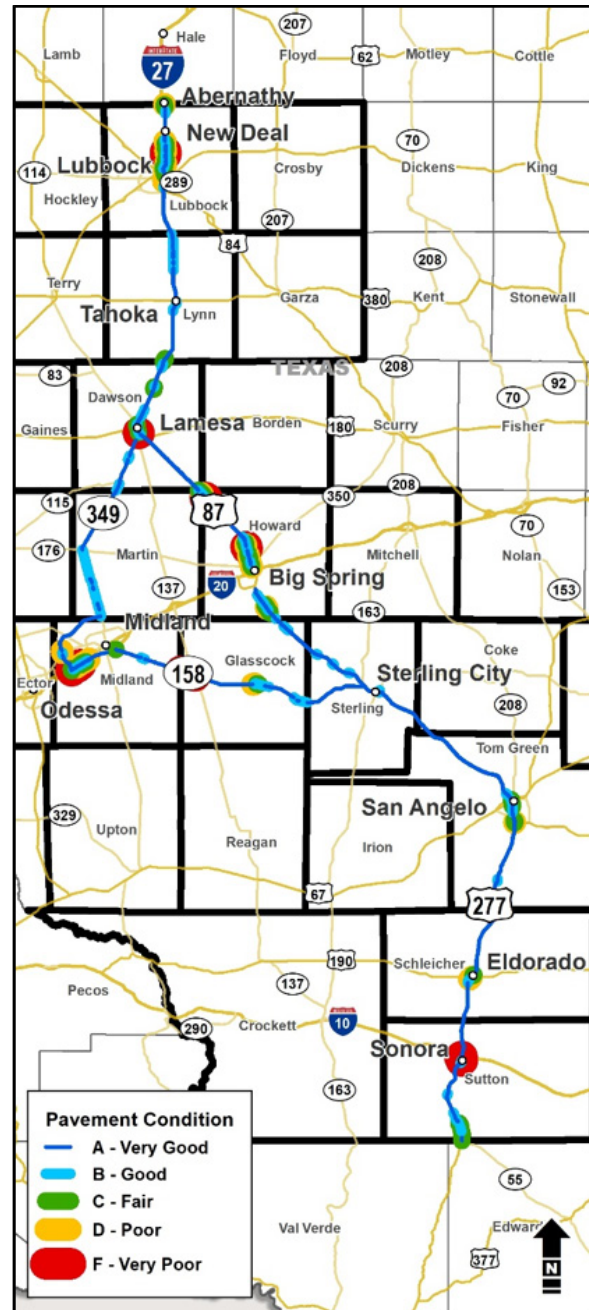 Hale
207
Lamb
Floyd
62
Motley
Cottle
INTERSTATE
27
Abernathy
New Deal
70
Lubbock
114
289
Crosby
Dickens
King
Hockley
Lubbock
207
84
208
Terry
Tahoka
Lynn
Garza
380
Kent
Stonewall
TEXAS
83
208
92
Dawson
70
Gaines
Lamesa
Borden
180
Scurry
Fisher
208
115
349
87
350
Howard
70
176
Martin
Mitchell
Nolan
137
20
Big Spring
153
163
Midland
Coke
Ector
Midland
158
Glasscock
Sterling City
Odessa
Sterling
208
Tom Green
San Angelo
329
Upton
Reagan
Irion
67
277
190
Schleicher
Eldorado
Pecos
137
290
Crockett
10
Sonora
163
Sutton
Pavement Condition
A - Very Good
B - Good
C - Fair
D - Poor
F - Very Poor
55
Val Verde
Edward
377
N